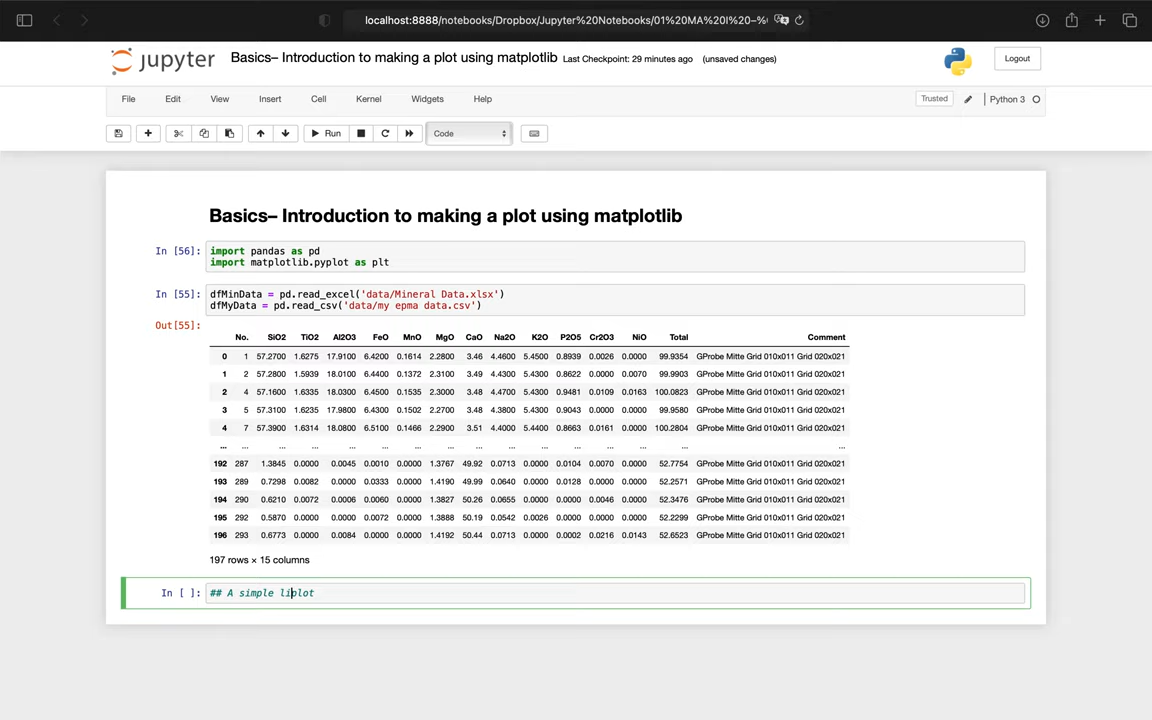 localhost:8888/notebooks/Dropbox/Jupyter%20Notebooks/01%20MA%20I%20–%
jupyter Basics– Introduction to making a plot using matplotlib Last Checkpoint: 29 minutes ago (unsaved changes) Logout
File Edit View Insert Cell Kernel Widgets Help Trusted Python 3
Run Code
Basics– Introduction to making a plot using matplotlib
In [56]: import pandas as pd
import matplotlib.pyplot as plt
In [55]: dfMinData = pd.read_excel('data/Mineral Data.xlsx')
dfMyData = pd.read_csv('data/my epma data.csv')
Out[55]:
No. SiO2 TiO2 Al2O3 FeO MnO MgO CaO Na2O K2O P2O5 Cr2O3 NiO Total Comment
0 1 57.2700 1.6275 17.9100 6.4200 0.1614 2.2800 3.46 4.4600 5.4500 0.8939 0.0026 0.0000 99.9354 GProbe Mitte Grid 010x011 Grid 020x021
1 2 57.2800 1.5939 18.0100 6.4400 0.1372 2.3100 3.49 4.4300 5.4300 0.8622 0.0000 0.0070 99.9903 GProbe Mitte Grid 010x011 Grid 020x021
2 4 57.1600 1.6335 18.0300 6.4500 0.1535 2.3000 3.48 4.4700 5.4300 0.9481 0.0109 0.0163 100.0823 GProbe Mitte Grid 010x011 Grid 020x021
3 5 57.3100 1.6235 17.9800 6.4300 0.1502 2.2700 3.48 4.3800 5.4300 0.9043 0.0000 0.0000 99.9580 GProbe Mitte Grid 010x011 Grid 020x021
4 7 57.3900 1.6314 18.0800 6.5100 0.1466 2.2900 3.51 4.4000 5.4400 0.8663 0.0161 0.0000 100.2804 GProbe Mitte Grid 010x011 Grid 020x021
... ... ... ... ... ... ... ... ... ... ... ... ... ... ... ...
192 287 1.3845 0.0000 0.0045 0.0010 0.0000 1.3767 49.92 0.0713 0.0000 0.0104 0.0070 0.0000 52.7754 GProbe Mitte Grid 010x011 Grid 020x021
193 289 0.7298 0.0082 0.0000 0.0333 0.0000 1.4190 49.99 0.0640 0.0000 0.0128 0.0000 0.0000 52.2571 GProbe Mitte Grid 010x011 Grid 020x021
194 290 0.6210 0.0072 0.0006 0.0060 0.0000 1.3827 50.26 0.0655 0.0000 0.0000 0.0046 0.0000 52.3476 GProbe Mitte Grid 010x011 Grid 020x021
195 292 0.5870 0.0000 0.0000 0.0072 0.0000 1.3888 50.19 0.0542 0.0026 0.0000 0.0000 0.0000 52.2299 GProbe Mitte Grid 010x011 Grid 020x021
196 293 0.6773 0.0000 0.0084 0.0000 0.0000 1.4192 50.44 0.0713 0.0000 0.0002 0.0216 0.0143 52.6523 GProbe Mitte Grid 010x011 Grid 020x021
197 rows × 15 columns
In [ ]: ## A simple liplot